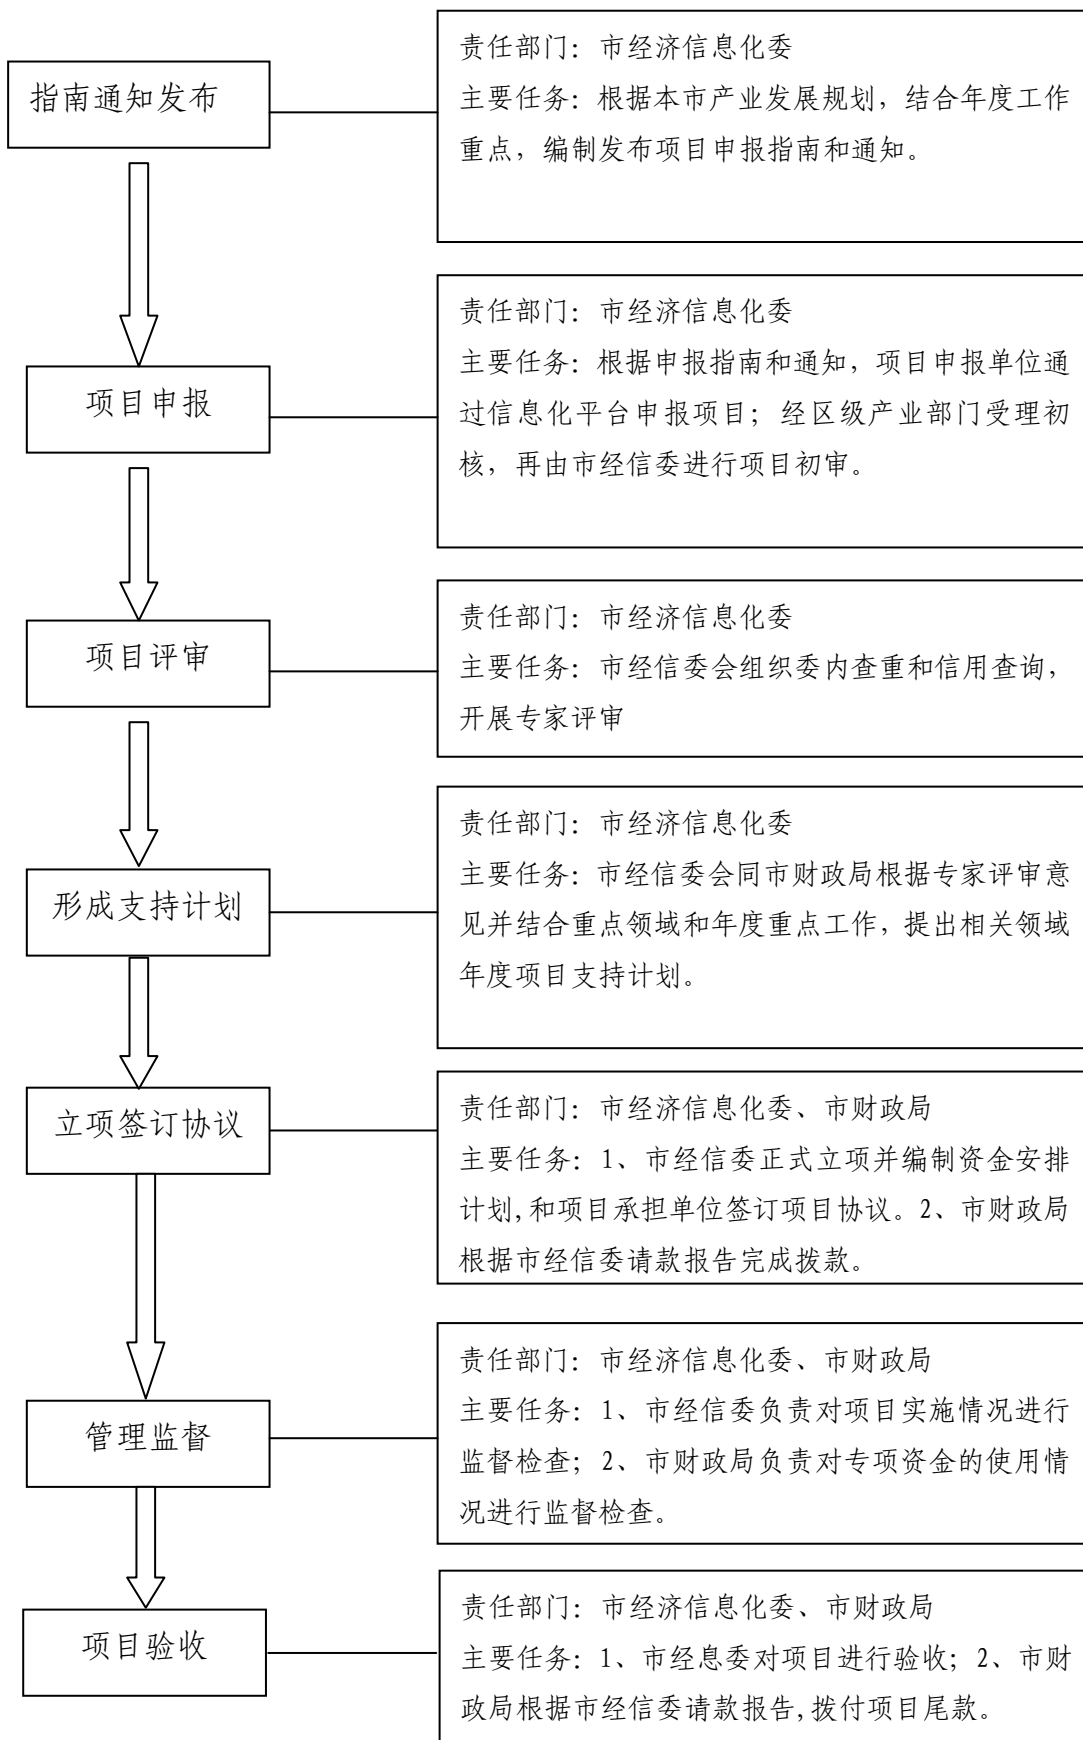 指南通知发布
责任部门：市经济信息化委
主要任务：根据本市产业发展规划，结合年度工作
重点，编制发布项目申报指南和通知。
项目申报
责任部门：市经济信息化委
主要任务：根据申报指南和通知，项目申报单位通
过信息化平台申报项目；经区级产业部门受理初
核，再由市经信委进行项目初审。
项目评审
责任部门：市经济信息化委
主要任务：市经信委会组织委内查重和信用查询，
开展专家评审
形成支持计划
责任部门：市经济信息化委
主要任务：市经信委会同市财政局根据专家评审意
见并结合重点领域和年度重点工作，提出相关领域
年度项目支持计划。
立项签订协议
责任部门：市经济信息化委、市财政局
主要任务：1、市经信委正式立项并编制资金安排
计划,和项目承担单位签订项目协议。2、市财政局
根据市经信委请款报告完成拨款。
管理监督
责任部门：市经济信息化委、市财政局
主要任务：1、市经信委负责对项目实施情况进行
监督检查；2、市财政局负责对专项资金的使用情
况进行监督检查。
项目验收
责任部门：市经济信息化委、市财政局
主要任务：1、市经息委对项目进行验收；2、市财
政局根据市经信委请款报告,拨付项目尾款。